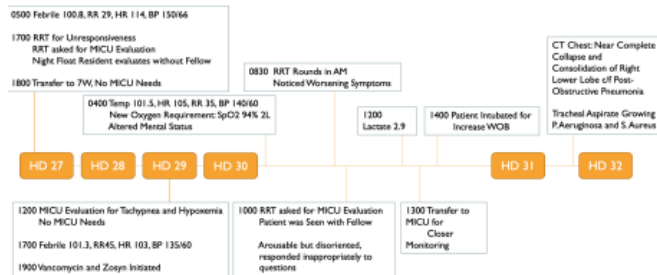 0500 Febrile 100.8, RR 29, HR 114, BP 150/66
1700 RRT for Unresponsiveness
RRT asked for MICU Evaluation
Night Float Resident evaluates without Fellow
1800 Transfer to 7W, No MICU Needs
0400 Temp 101.5, HR 105, RR 35, BP 140/60
New Oxygen Requirement: SpO2 94% 2L
Altered Mental Status
0830 RRT Rounds in AM
Noticed Worsening Symptoms
1200
Lactate 2.9
1400 Patient Intubated for
Increase WOB
CT Chest: Near Complete
Collapse and
Consolidation of Right
Lower Lobe c/f Post-
Obstructive Pneumonia
Tracheal Aspirate Growing
P. Aeruginosa and S. Aureus
HD 27
HD 28
HD 29
HD 30
HD 31
HD 32
1200 MICU Evaluation for Tachypnea and Hypoxemia
No MICU Needs
1700 Febrile 101.3, RR45, HR 103, BP 135/60
1900 Vancomycin and Zosyn Initiated
1000 RRT asked for MICU Evaluation
Patient was Seen with Fellow
Arousable but disoriented,
responded inappropriately to
questions
1300 Transfer to
MICU for
Closer
Monitoring